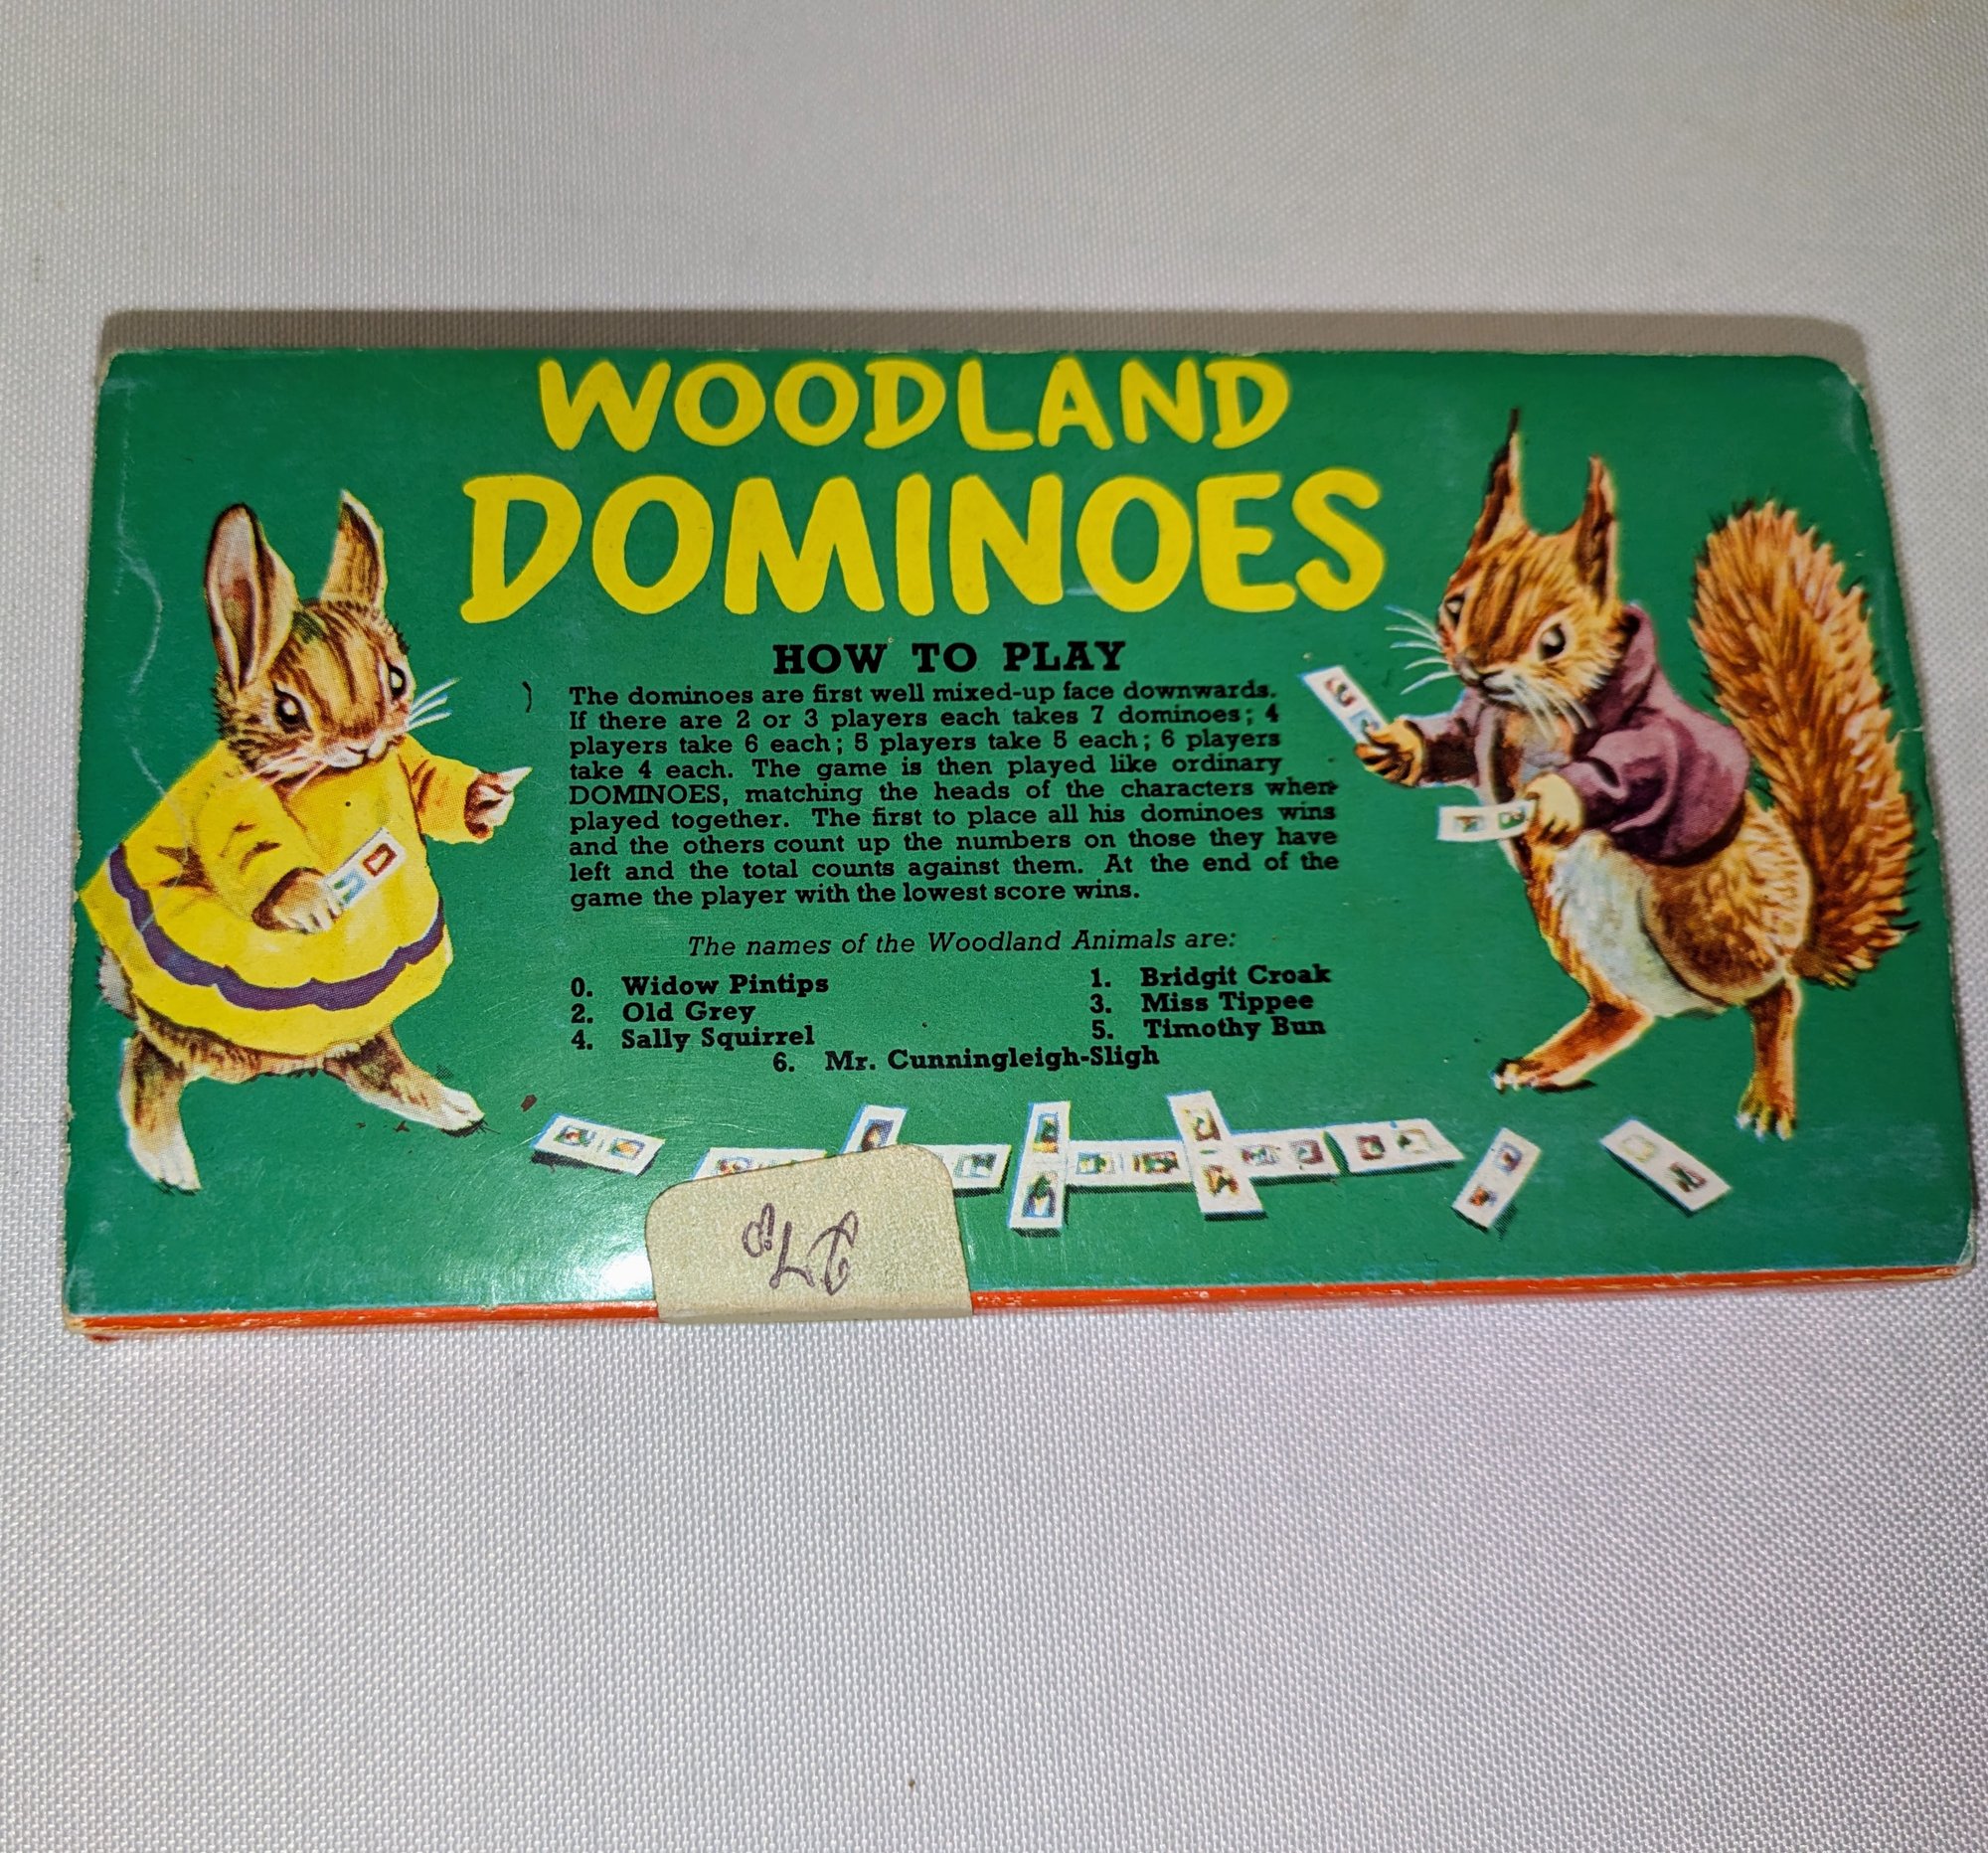 WOODLAND
DOMINOES
HOW TO PLAY
The dominoes are first well mixed-up face downwards.
If there are 2 or 3 players each takes 7 dominoes; 4
players take 6 each; 5 players take 5 each; 6 players
take 4 each. The game is then played like ordinary
DOMINOES, matching the heads of the characters when
played together. The first to place all his dominoes wins
and the others count up the numbers on those they have
left and the total counts against them. At the end of the
game the player with the lowest score wins.
The names of the Woodland Animals are:
0. Widow Pintips 1. Bridgit Croak
2. Old Grey 3. Miss Tippee
4. Sally Squirrel 5. Timothy Bun
6. Mr. Cunningleigh-Sligh